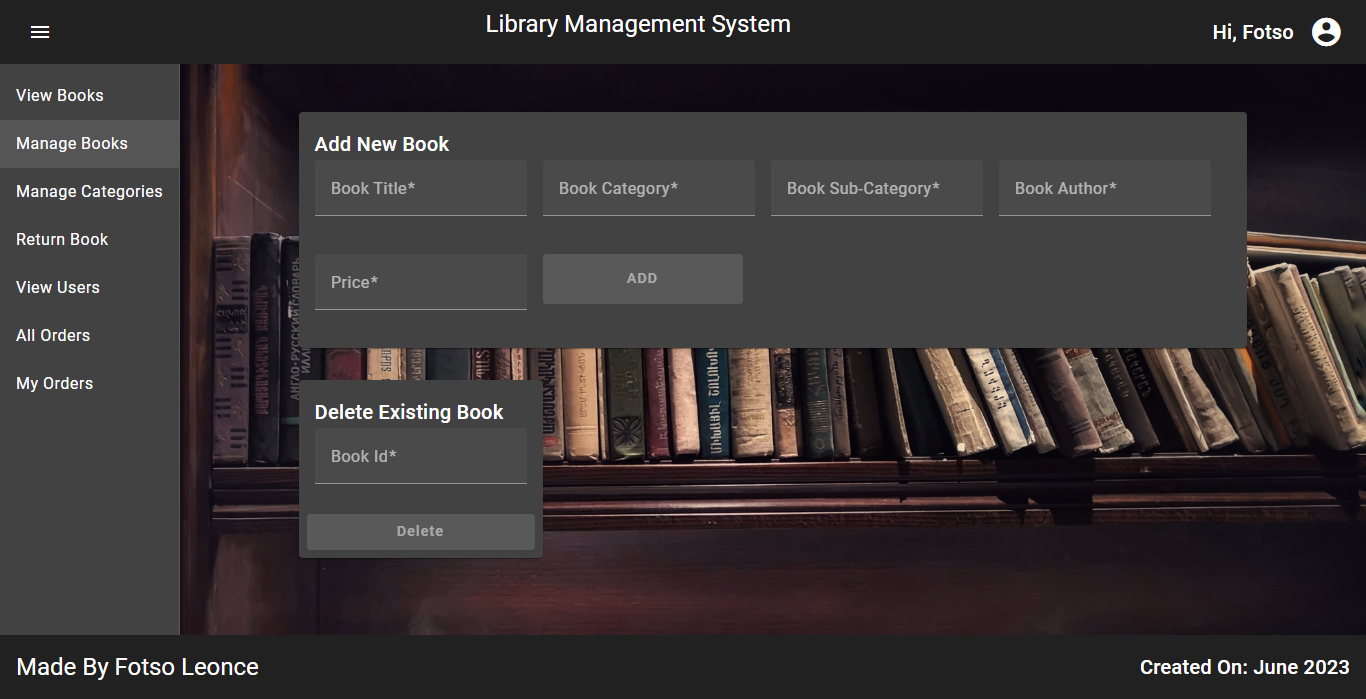 Library Management System
Hi, Fotso
View Books
Manage Books
Manage Categories
Return Book
View Users
All Orders
My Orders
Add New Book
Book Title*
Book Category*
Book Sub-Category*
Book Author*
Price*
ADD
Delete Existing Book
Book Id*
Delete
Made By Fotso Leonce
Created On: June 2023